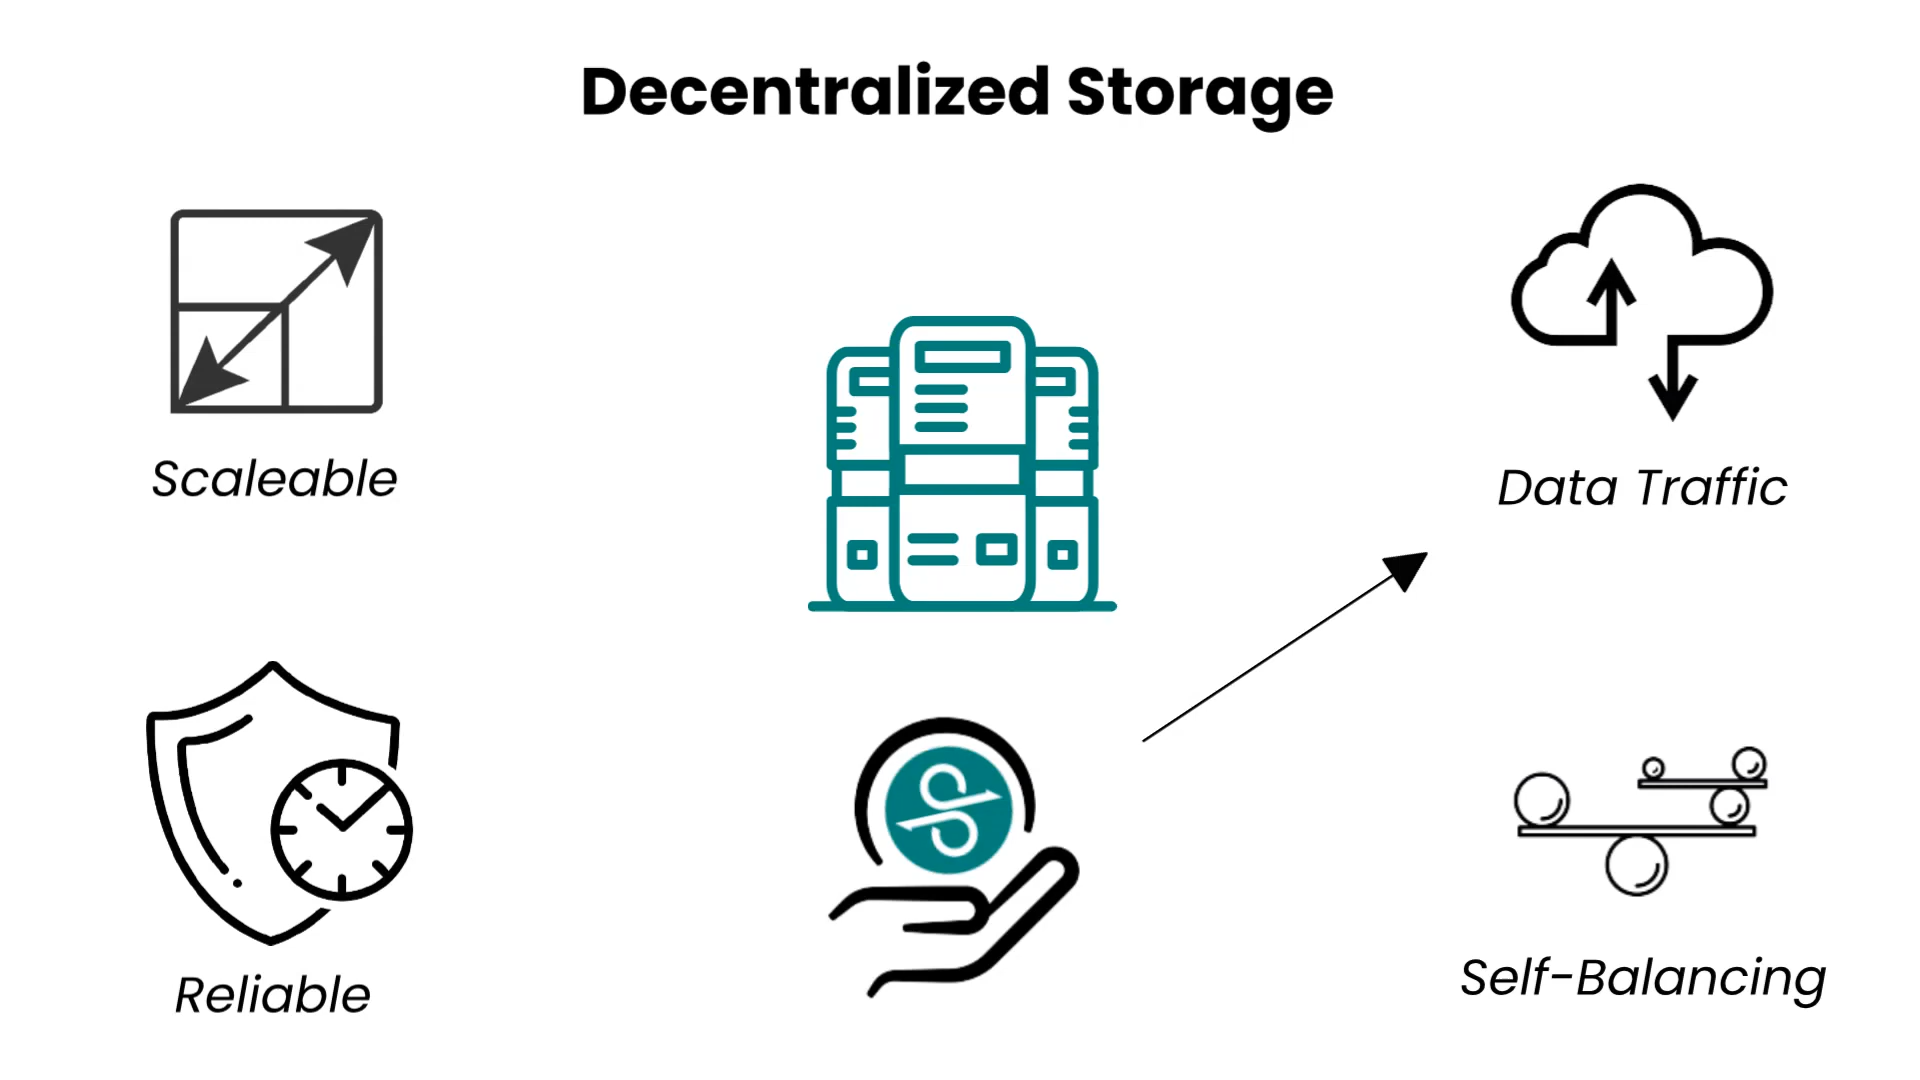 Decentralized Storage
Scaleable
Data Traffic
Reliable
Self-Balancing